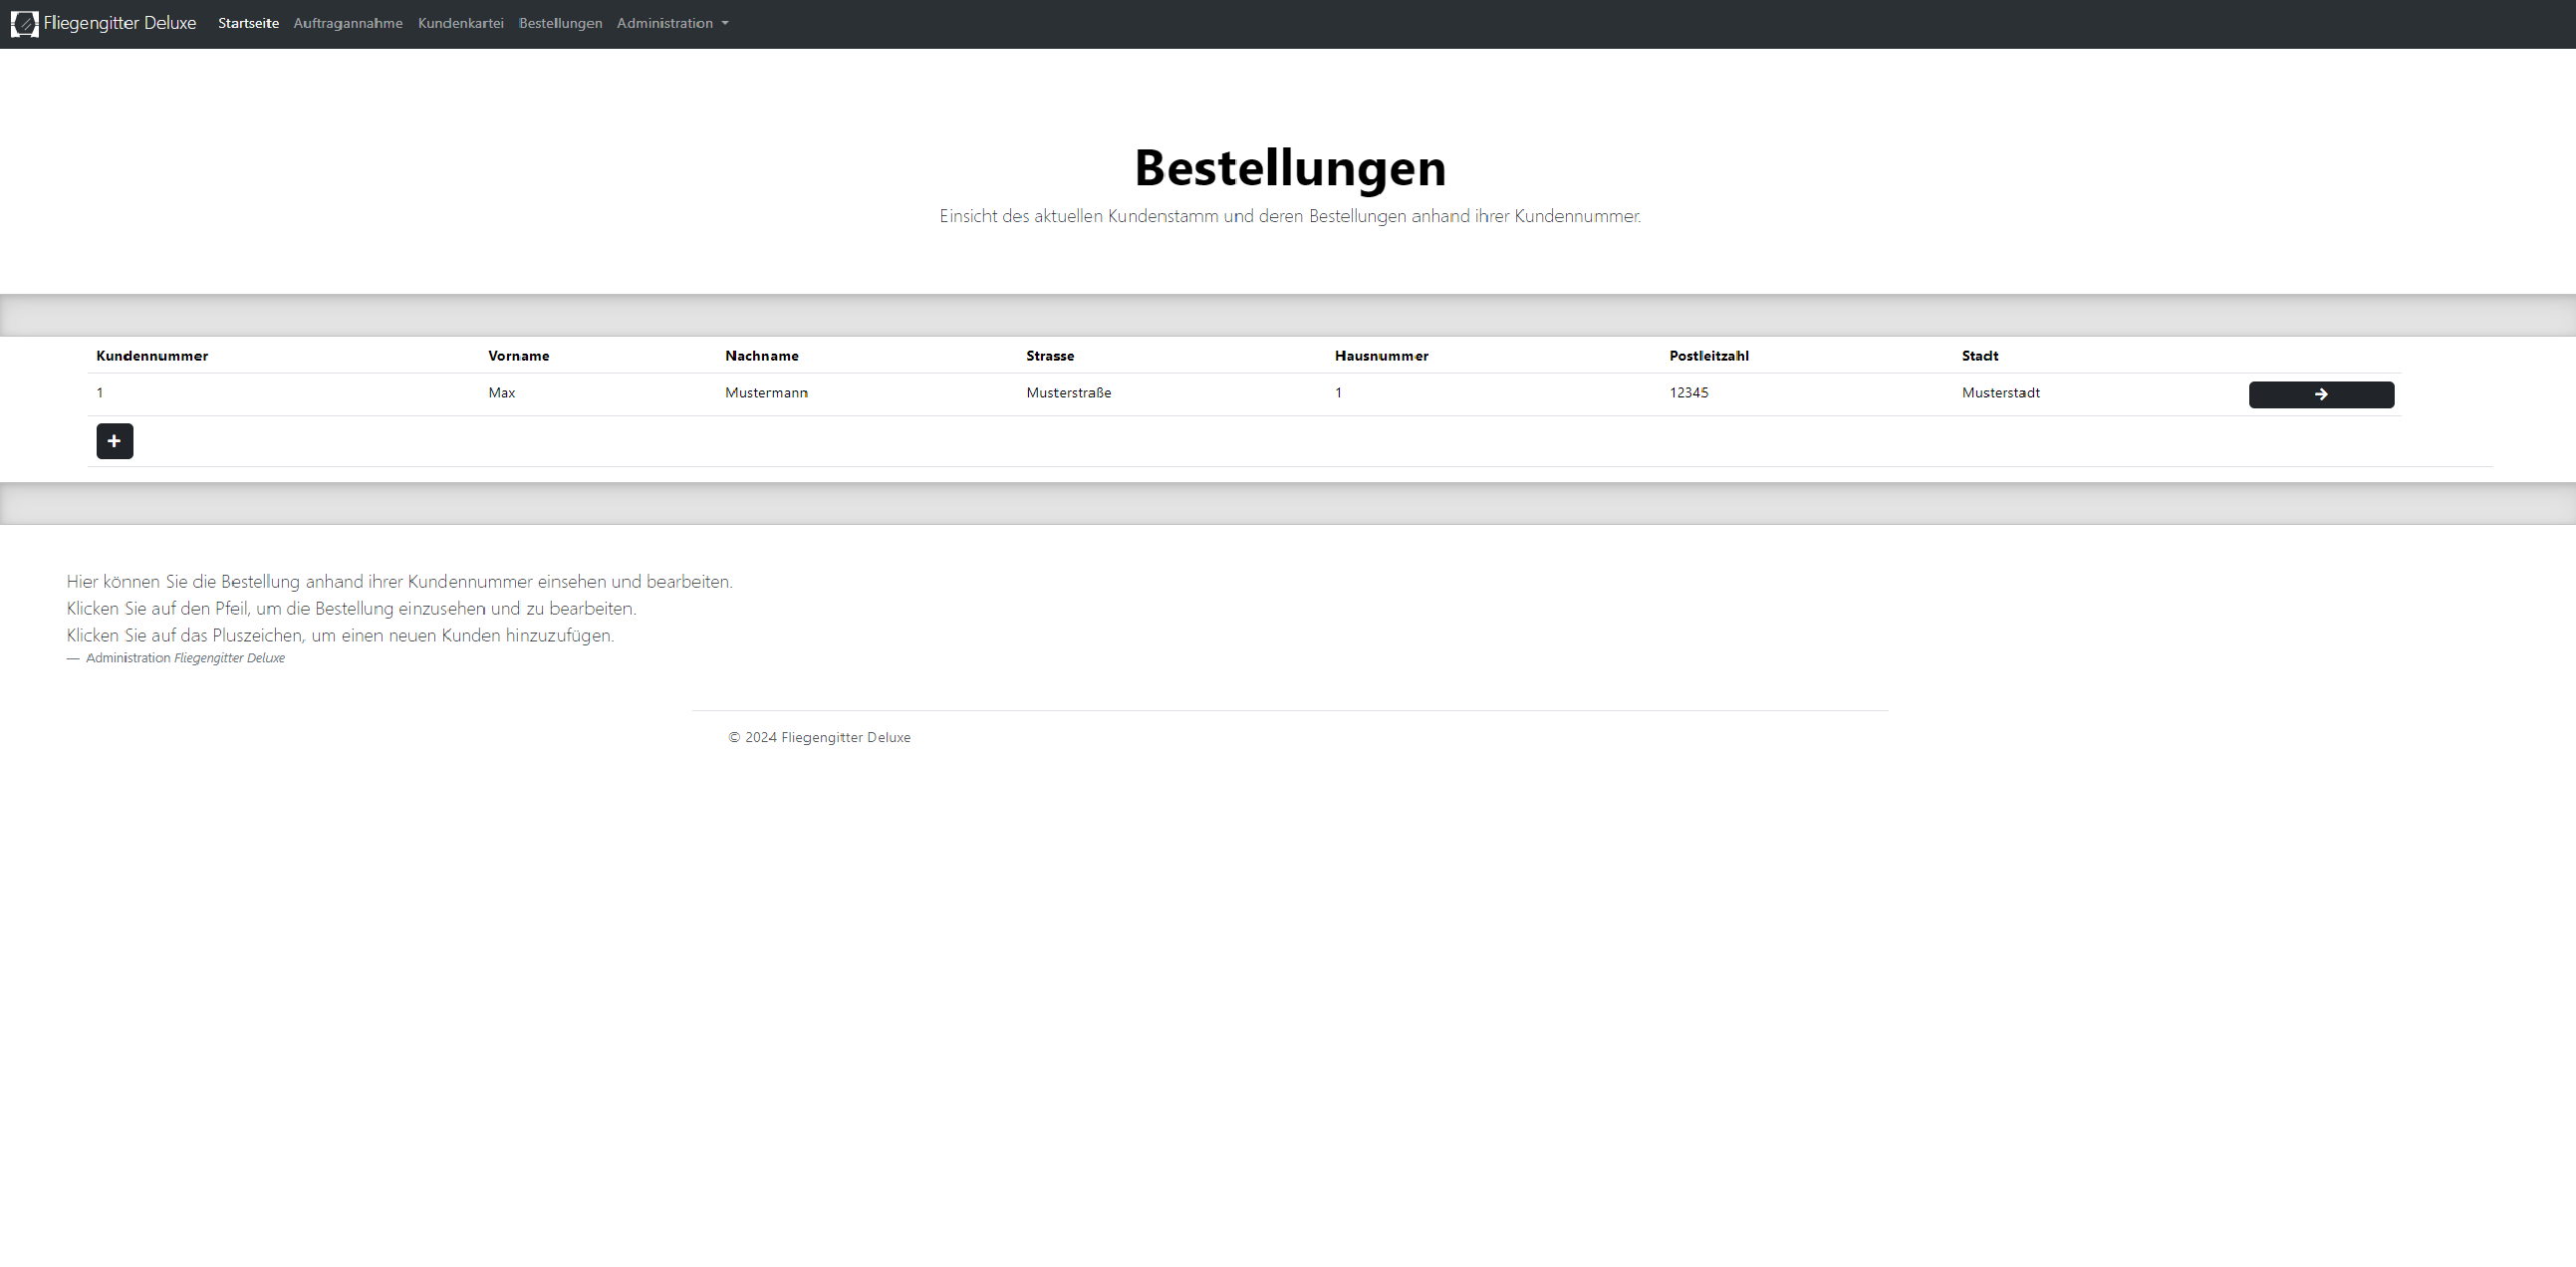 Fliegengitter Deluxe Startseite Auftragannahme Kundenkartei Bestellungen Administration
Bestellungen
Einsicht des aktuellen Kundenstamm und deren Bestellungen anhand ihrer Kundennummer.
Kundennummer Vorname Nachname Strasse Hausnummer Postleitzahl Stadt
1 Max Mustermann Musterstraße 1 12345 Musterstadt
Hier können Sie die Bestellung anhand ihrer Kundennummer einsehen und bearbeiten.
Klicken Sie auf den Pfeil, um die Bestellung einzusehen und zu bearbeiten.
Klicken Sie auf das Pluszeichen, um einen neuen Kunden hinzuzufügen.
— Administration Fliegengitter Deluxe
© 2024 Fliegengitter Deluxe